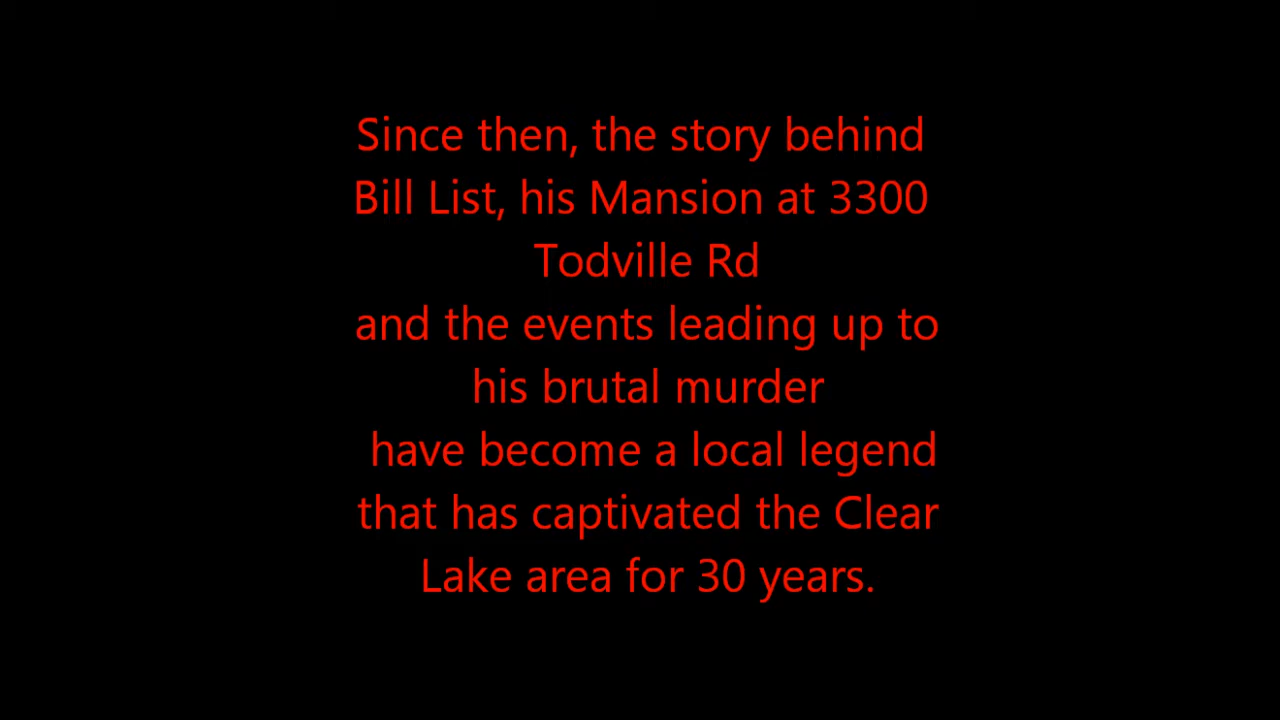 Since then, the story behind
Bill List, his Mansion at 3300
Todville Rd
and the events leading up to
his brutal murder
have become a local legend
that has captivated the Clear
Lake area for 30 years.